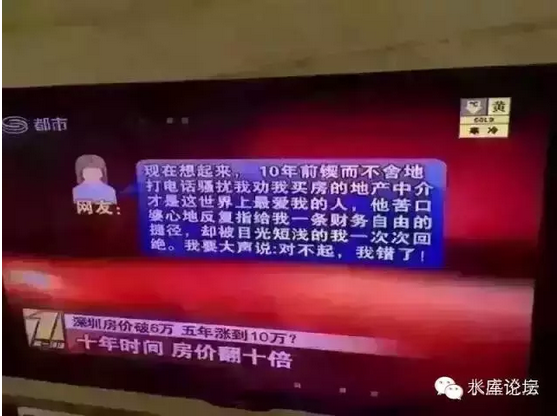 都市
黄
GOLD
寒冷
现在想起来， 10年前锲而不舍地
打电话骚扰我劝我买房的地产中介
才是这世界上最爱我的人，他苦口
婆心地反复指给我一条财务自由的
捷径，却被目光短浅的我一次次回
绝。我要大声说:对不起，我错了！
网友：
深圳房价破6万 五年涨到10万？
十年时间 房价翻十倍
水库论坛